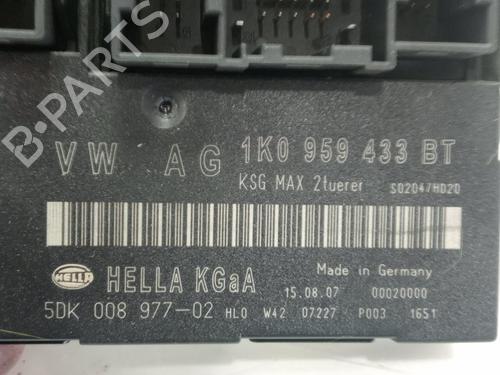 VW AG 1K0 959 433 BT
KSG MAX 2tuerer S02047HD20
HELLA HELLA KGaA Made in Germany
15.08.07 00020000
5DK 008 977-02 HLO W42 07227 P003 1651
B-PARTS